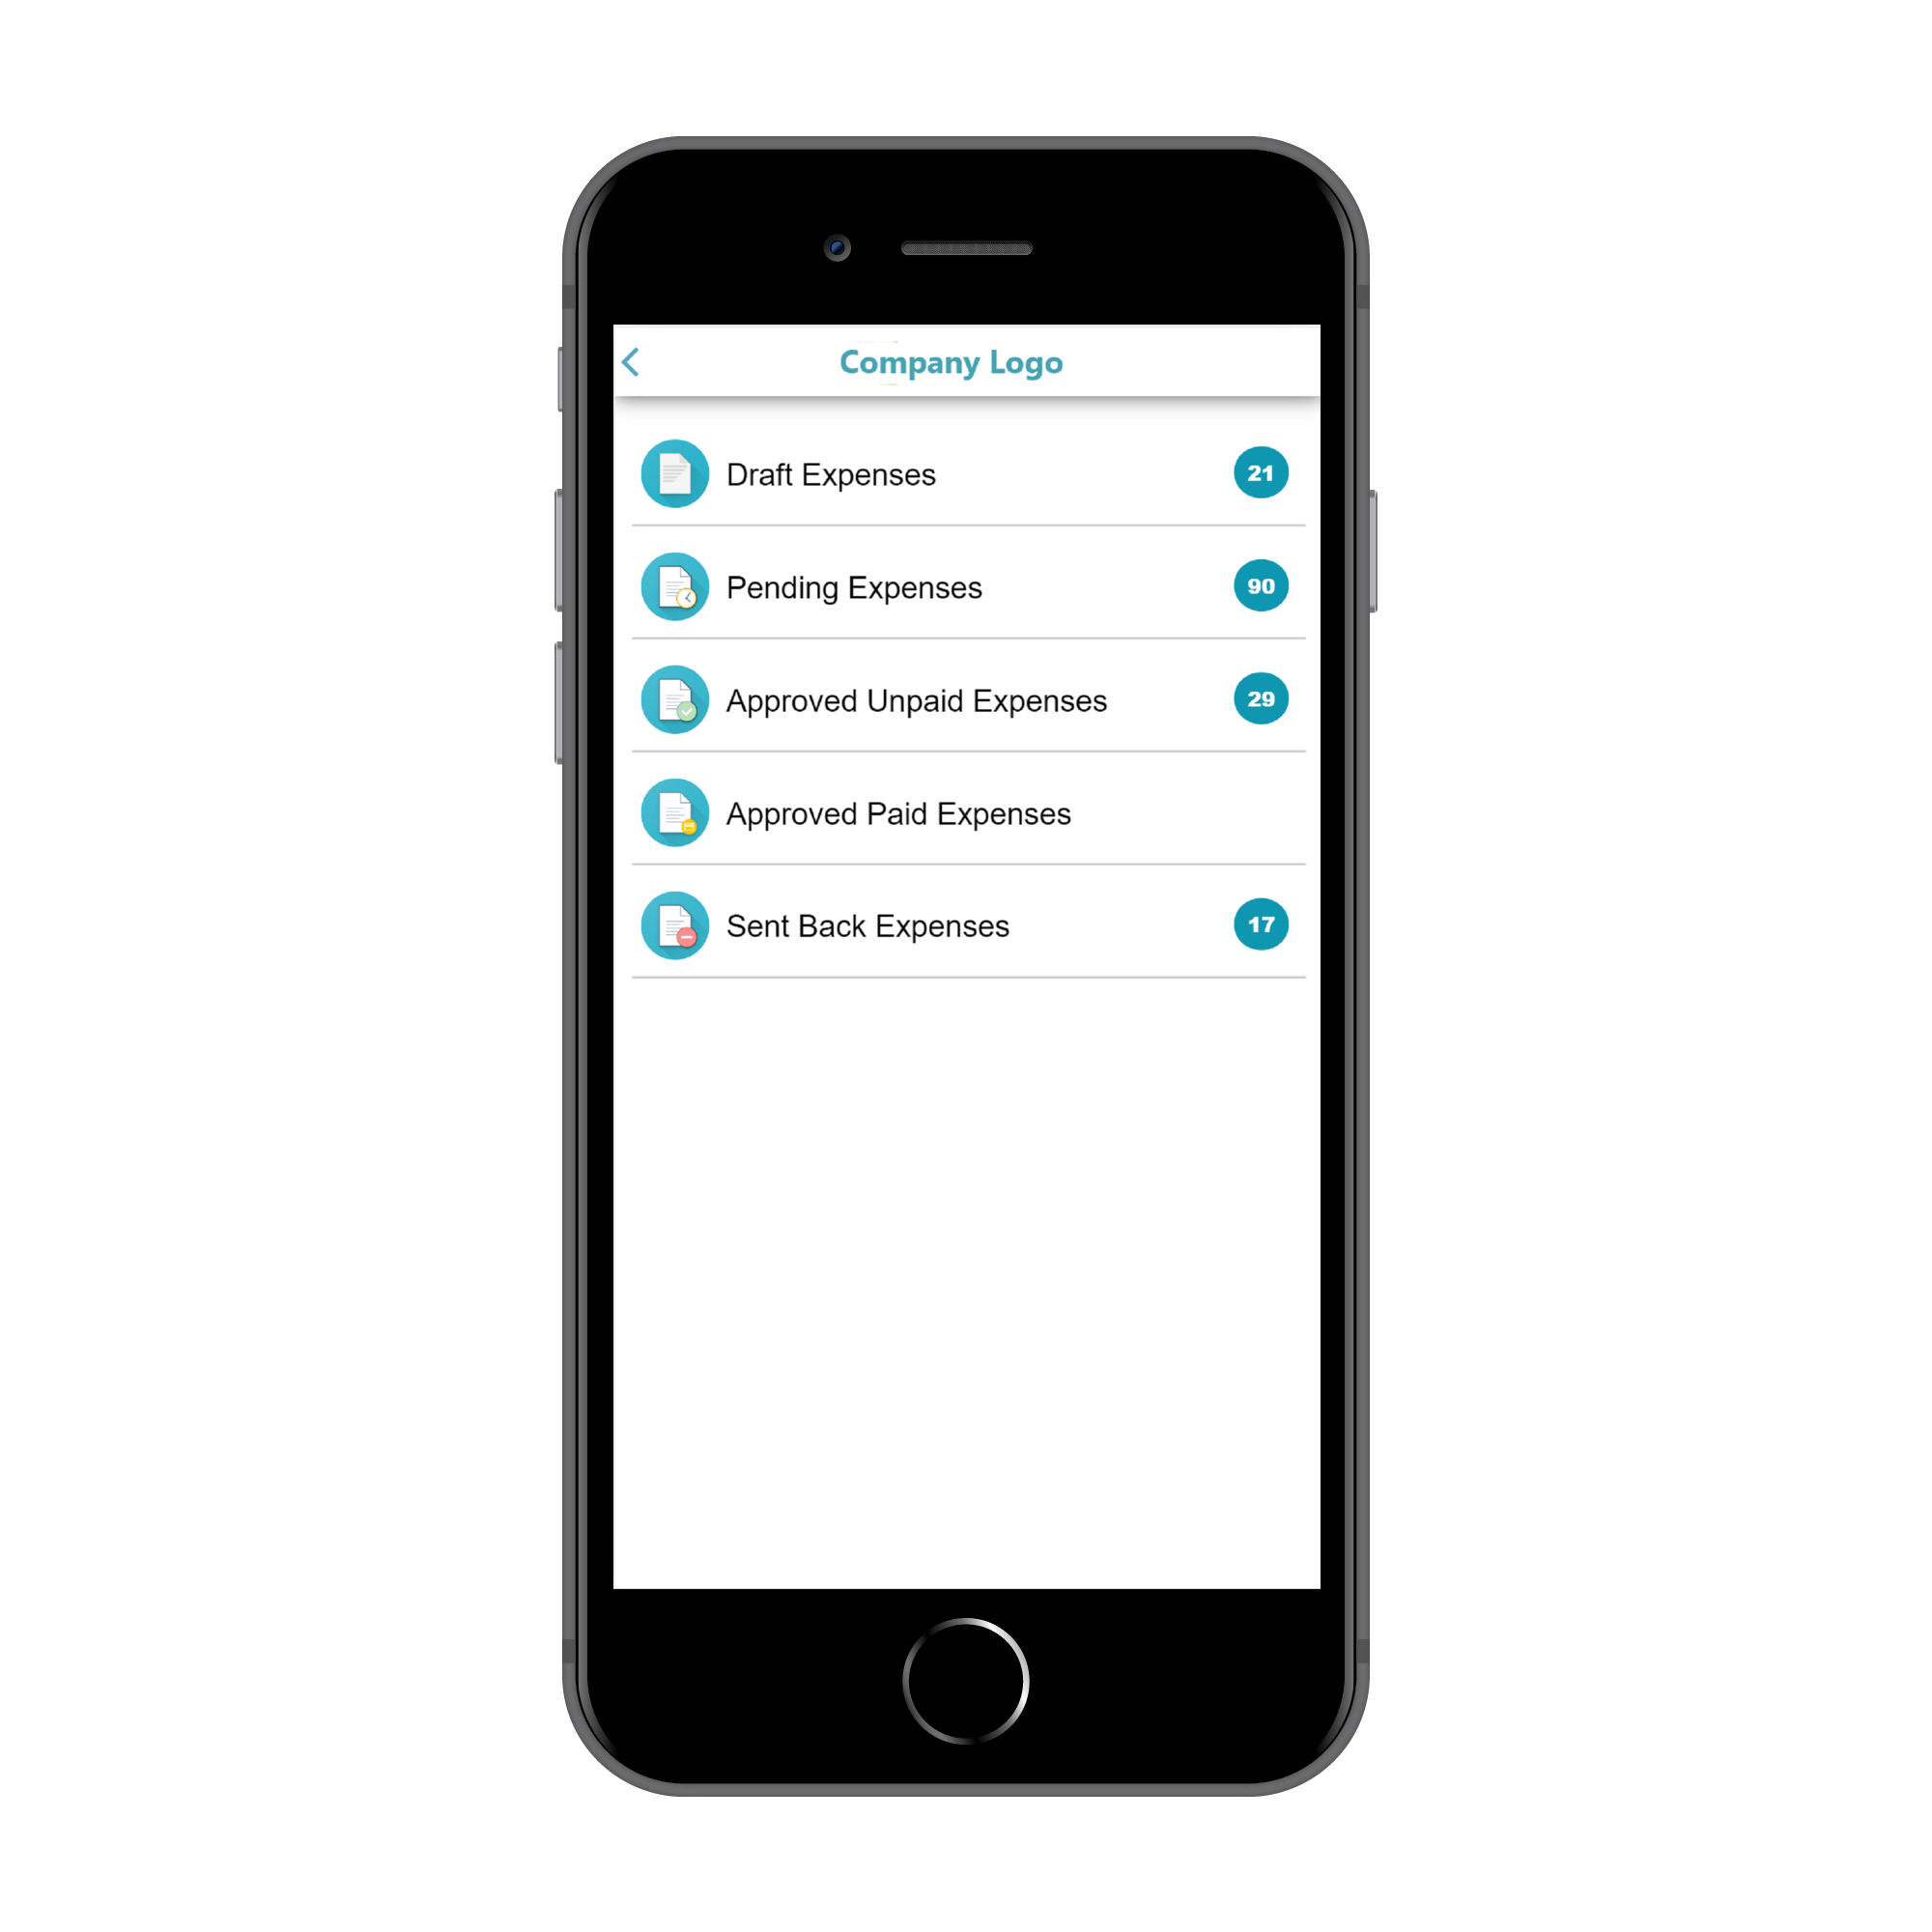 Company Logo
Draft Expenses 21
Pending Expenses 90
Approved Unpaid Expenses 29
Approved Paid Expenses
Sent Back Expenses 17